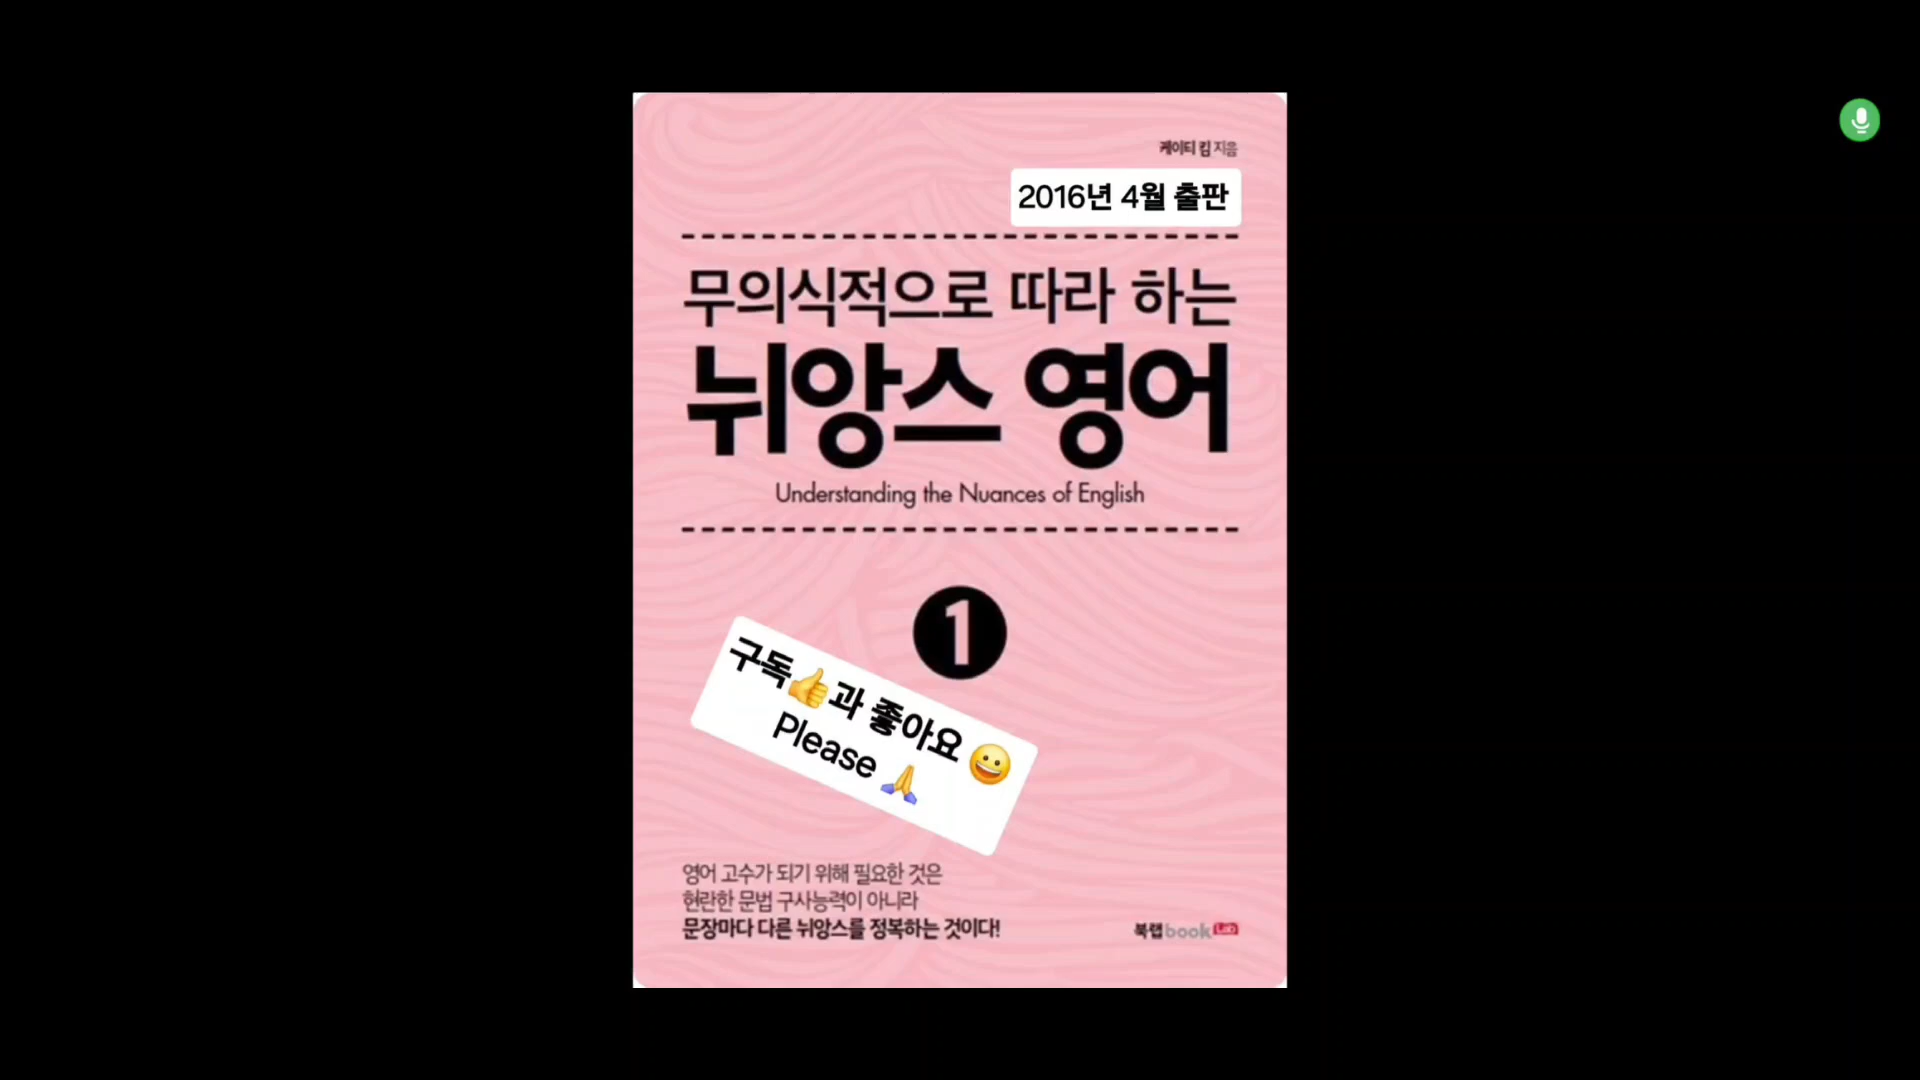 케이티 킴 지음
2016년 4월 출판
무의식적으로 따라 하는
뉘앙스 영어
Understanding the Nuances of English
1
구독👍과 좋아요 😀
Please 🙏
영어 고수가 되기 위해 필요한 것은
현란한 문법 구사능력이 아니라
문장마다 다른 뉘앙스를 정복하는 것이다!
북랩 book Lab